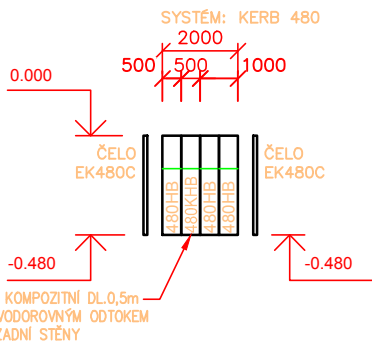 SYSTÉM: KERB 480
2000
500 500 1000
0.000
ČELO
EK480C
ČELO
EK480C
480HB
480KHB
480HB
480HB
-0.480
-0.480
KOMPOZITNÍ DL.0,5m
VODOROVNÝM ODTOKEM
ZADNÍ STĚNY